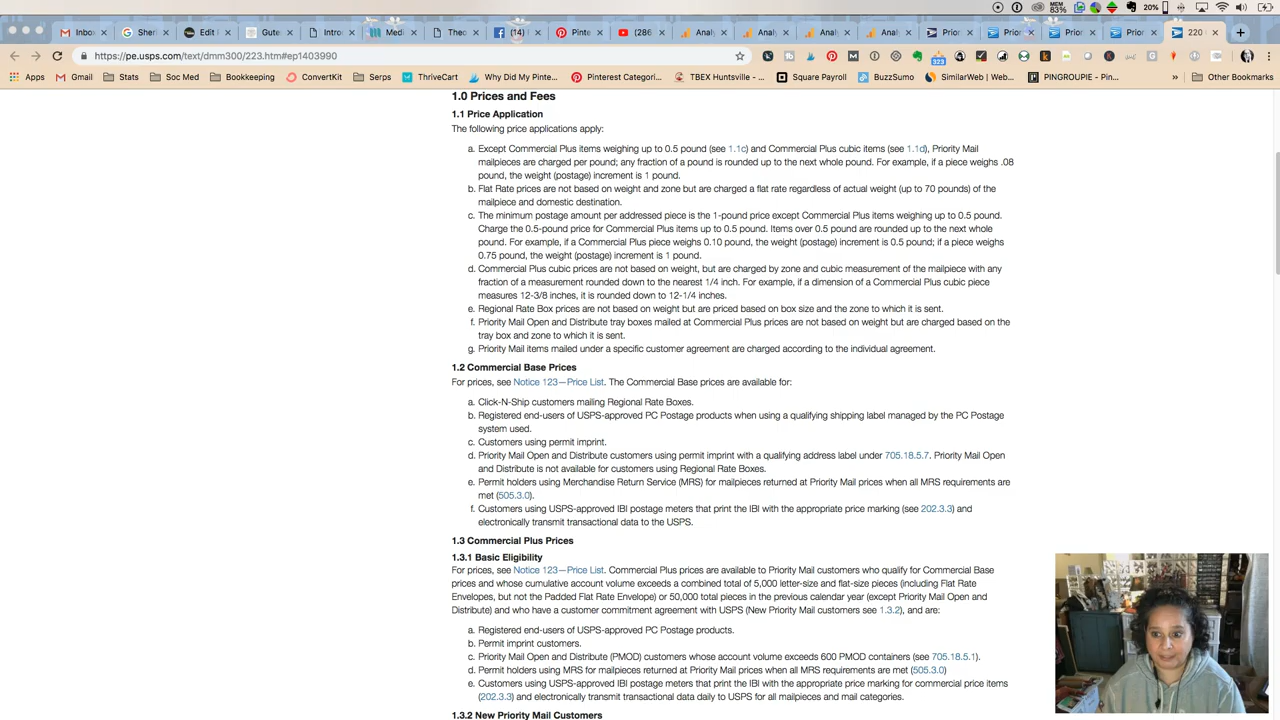 MEM 83% 20%
Inbo Sheri Edit Gute Intro Medi Theo (14) Pinte (286 Analy Analy Analy Analy Prior Prior Prior Prior 220
https://pe.usps.com/text/dmm300/223.htm#ep1403990
323
Apps Gmail Stats Soc Med Bookkeeping ConvertKit Serps ThriveCart Why Did My Pinte... Pinterest Categori... TBEX Huntsville -... Square Payroll BuzzSumo SimilarWeb | Web... PINGROUPIE - Pin... » Other Bookmarks
1.0 Prices and Fees
1.1 Price Application
The following price applications apply:
a. Except Commercial Plus items weighing up to 0.5 pound (see 1.1c) and Commercial Plus cubic items (see 1.1d), Priority Mail
mailpieces are charged per pound; any fraction of a pound is rounded up to the next whole pound. For example, if a piece weighs .08
pound, the weight (postage) increment is 1 pound.
b. Flat Rate prices are not based on weight and zone but are charged a flat rate regardless of actual weight (up to 70 pounds) of the
mailpiece and domestic destination.
c. The minimum postage amount per addressed piece is the 1-pound price except Commercial Plus items weighing up to 0.5 pound.
Charge the 0.5-pound price for Commercial Plus items up to 0.5 pound. Items over 0.5 pound are rounded up to the next whole
pound. For example, if a Commercial Plus piece weighs 0.10 pound, the weight (postage) increment is 0.5 pound; if a piece weighs
0.75 pound, the weight (postage) increment is 1 pound.
d. Commercial Plus cubic prices are not based on weight, but are charged by zone and cubic measurement of the mailpiece with any
fraction of a measurement rounded down to the nearest 1/4 inch. For example, if a dimension of a Commercial Plus cubic piece
measures 12-3/8 inches, it is rounded down to 12-1/4 inches.
e. Regional Rate Box prices are not based on weight but are priced based on box size and the zone to which it is sent.
f. Priority Mail Open and Distribute tray boxes mailed at Commercial Plus prices are not based on weight but are charged based on the
tray box and zone to which it is sent.
g. Priority Mail items mailed under a specific customer agreement are charged according to the individual agreement.
1.2 Commercial Base Prices
For prices, see Notice 123—Price List. The Commercial Base prices are available for:
a. Click-N-Ship customers mailing Regional Rate Boxes.
b. Registered end-users of USPS-approved PC Postage products when using a qualifying shipping label managed by the PC Postage
system used.
c. Customers using permit imprint.
d. Priority Mail Open and Distribute customers using permit imprint with a qualifying address label under 705.18.5.7. Priority Mail Open
and Distribute is not available for customers using Regional Rate Boxes.
e. Permit holders using Merchandise Return Service (MRS) for mailpieces returned at Priority Mail prices when all MRS requirements are
met (505.3.0).
f. Customers using USPS-approved IBI postage meters that print the IBI with the appropriate price marking (see 202.3.3) and
electronically transmit transactional data to the USPS.
1.3 Commercial Plus Prices
1.3.1 Basic Eligibility
For prices, see Notice 123—Price List. Commercial Plus prices are available to Priority Mail customers who qualify for Commercial Base
prices and whose cumulative account volume exceeds a combined total of 5,000 letter-size and flat-size pieces (including Flat Rate
Envelopes, but not the Padded Flat Rate Envelope) or 50,000 total pieces in the previous calendar year (except Priority Mail Open and
Distribute) and who have a customer commitment agreement with USPS (New Priority Mail customers see 1.3.2), and are:
a. Registered end-users of USPS-approved PC Postage products.
b. Permit imprint customers.
c. Priority Mail Open and Distribute (PMOD) customers whose account volume exceeds 600 PMOD containers (see 705.18.5.1).
d. Permit holders using MRS for mailpieces returned at Priority Mail prices when all MRS requirements are met (505.3.0)
e. Customers using USPS-approved IBI postage meters that print the IBI with the appropriate price marking for commercial price items
(202.3.3) and electronically transmit transactional data daily to USPS for all mailpieces and mail categories.
1.3.2 New Priority Mail Customers